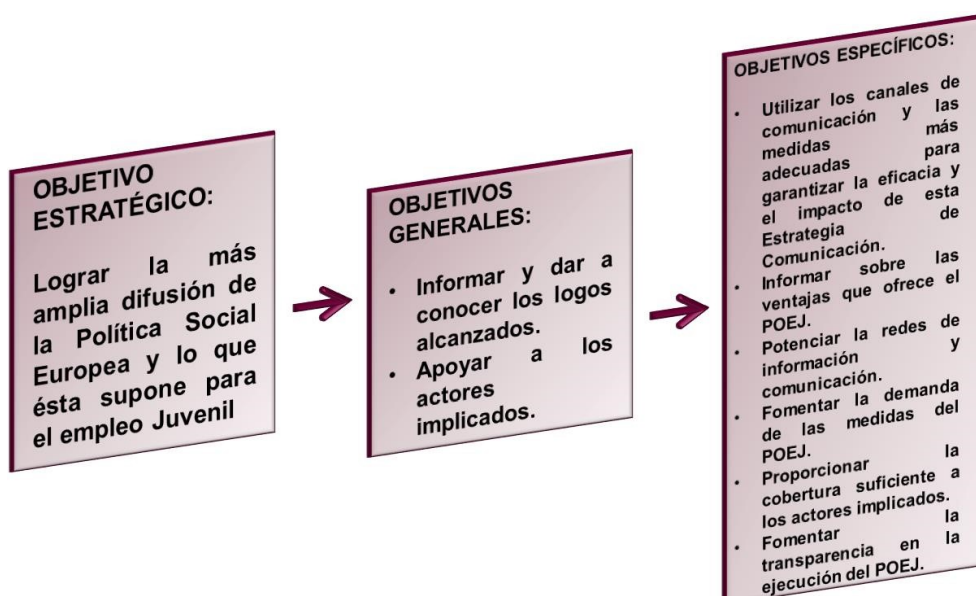 OBJETIVO
ESTRATÉGICO:
Lograr la más
amplia difusión de
la Política Social
Europea y lo que
ésta supone para
el empleo Juvenil
OBJETIVOS
GENERALES:
• Informar y dar a
conocer los logos
alcanzados.
• Apoyar a los
actores
implicados.
OBJETIVOS ESPECÍFICOS:
• Utilizar los canales de
comunicación y las
medidas más
adecuadas para
garantizar la eficacia y
el impacto de esta
Estrategia de
Comunicación.
• Informar sobre las
ventajas que ofrece el
POEJ.
• Potenciar la redes de
información y
comunicación.
• Fomentar la demanda
de las medidas del
POEJ.
• Proporcionar la
cobertura suficiente a
los actores implicados.
• Fomentar la
transparencia en la
ejecución del POEJ.